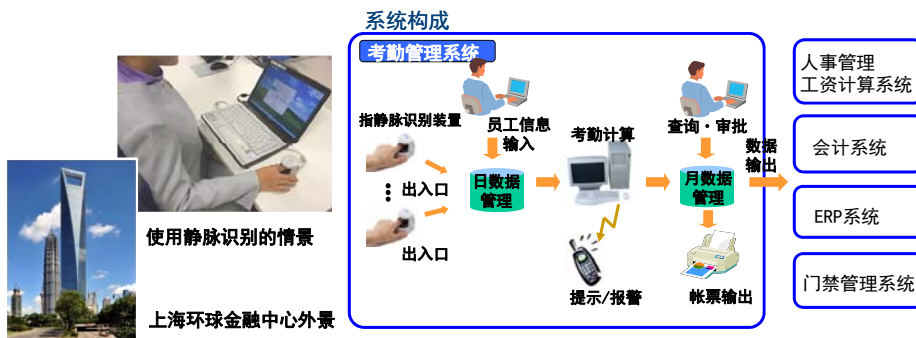 系统构成
考勤管理系统
指静脉识别装置
员工信息
输入
考勤计算
查询·审批
数据
输出
出入口
日数据
管理
月数据
管理
出入口
提示/报警
帐票输出
人事管理
工资计算系统
会计系统
ERP系统
门禁管理系统
使用静脉识别的情景
上海环球金融中心外景